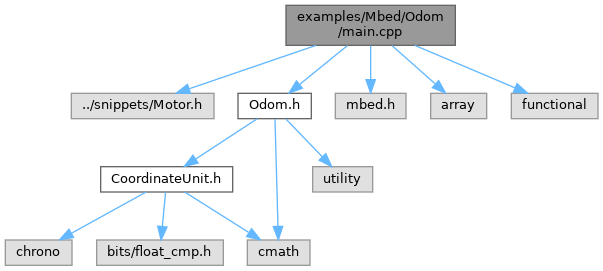 examples/Mbed/Odom
/main.cpp
../snippets/Motor.h
Odom.h
mbed.h
array
functional
CoordinateUnit.h
utility
chrono
bits/float_cmp.h
cmath